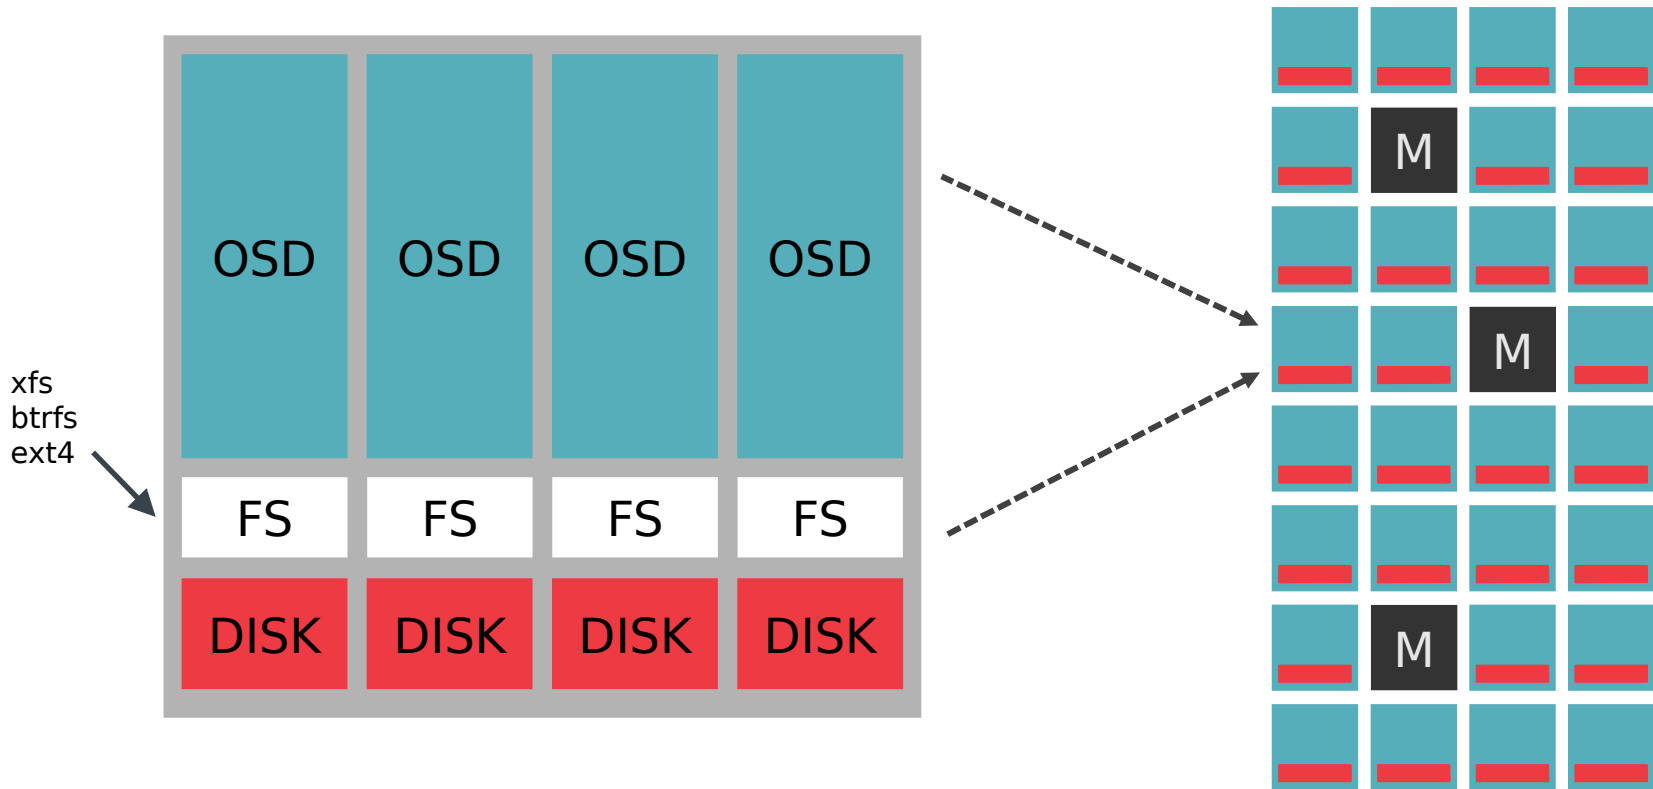 OSD OSD OSD OSD
M
M
xfs
btrfs
ext4
FS FS FS FS
DISK DISK DISK DISK
M